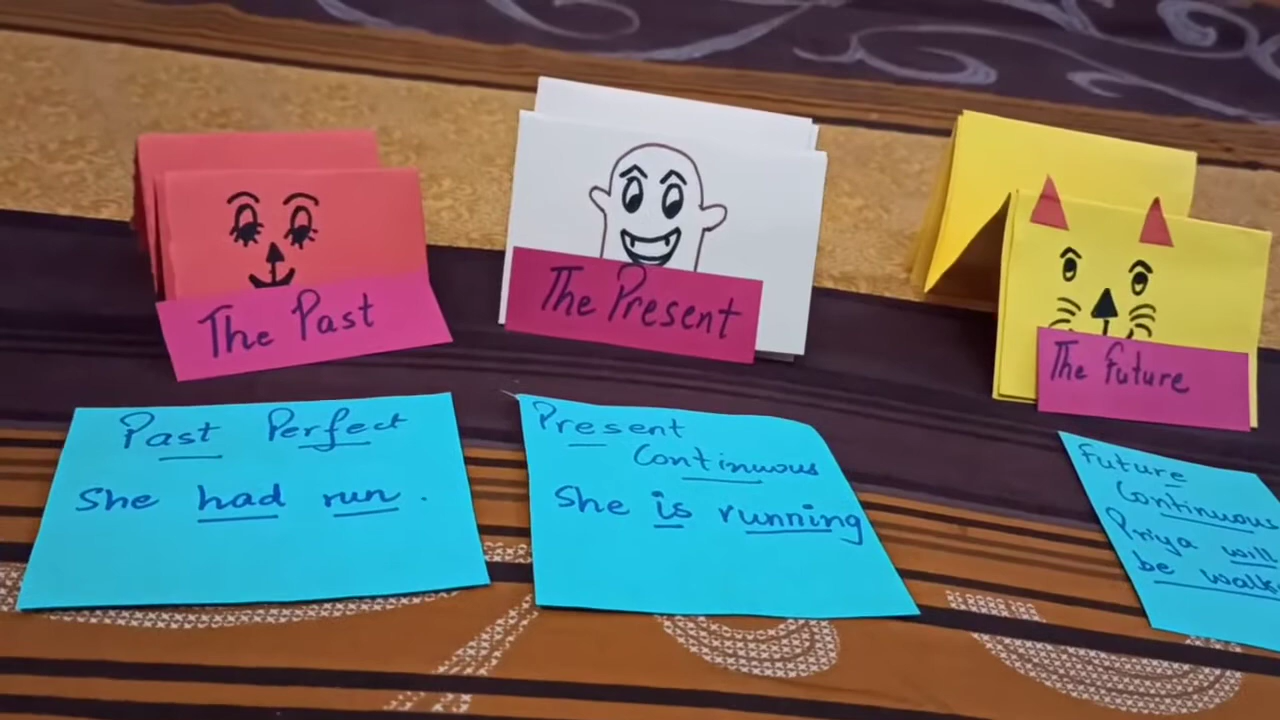 The Past
The Present
The Future
Past Perfect
She had run.
Present
Continuous
She is running
Future
Continuous
Priya will
be walk